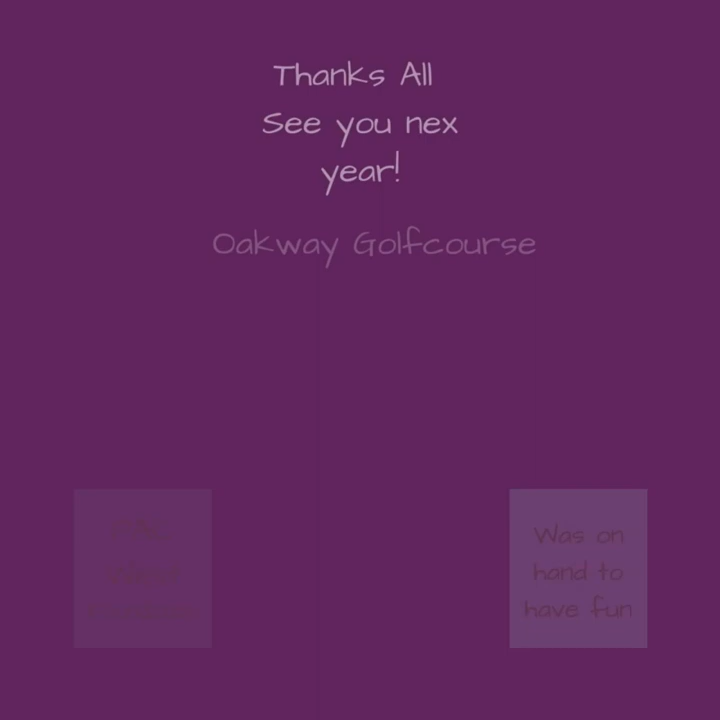 Thanks All
See you nex
year!
Oakway Golfcourse
Was on
hand to
have fun